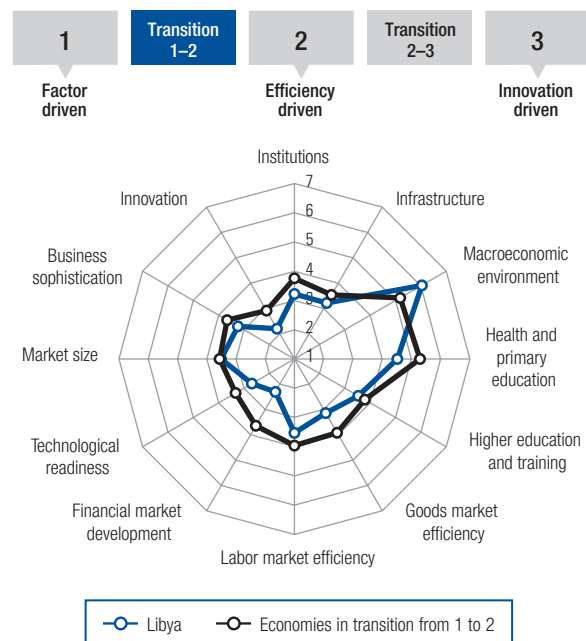 1
Transition
1–2
2
Transition
2–3
3
Factor
driven
Efficiency
driven
Innovation
driven
Institutions
Infrastructure
Macroeconomic
environment
Health and
primary
education
Higher education
and training
Goods market
efficiency
Labor market efficiency
Financial market
development
Technological
readiness
Market size
Business
sophistication
Innovation
7
6
5
4
3
2
1
Libya
Economies in transition from 1 to 2